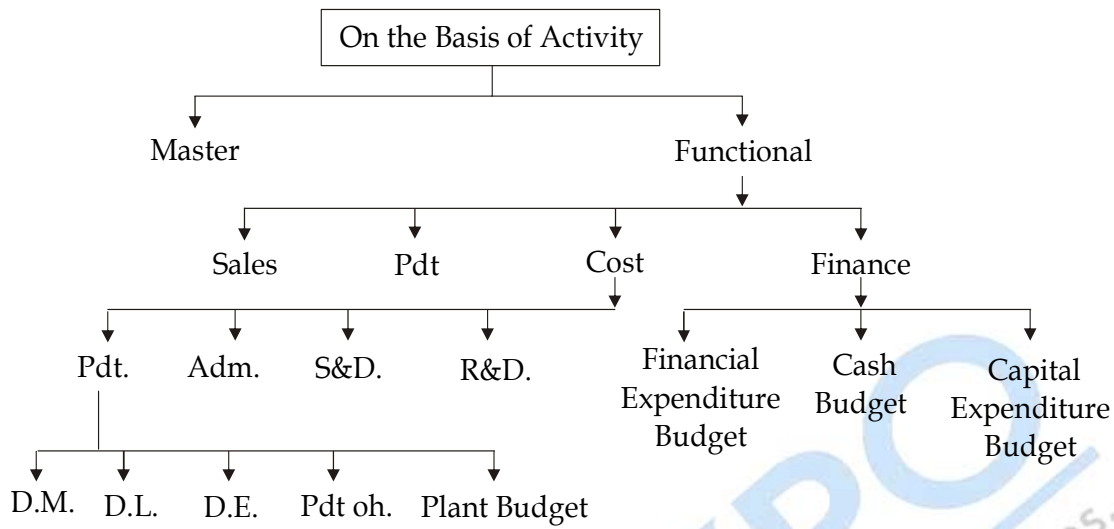 On the Basis of Activity
Master Functional
Sales Pdt Cost Finance
Pdt. Adm. S&D. R&D.
Financial
Expenditure
Budget
Cash
Budget
Capital
Expenditure
Budget
D.M. D.L. D.E. Pdt oh. Plant Budget